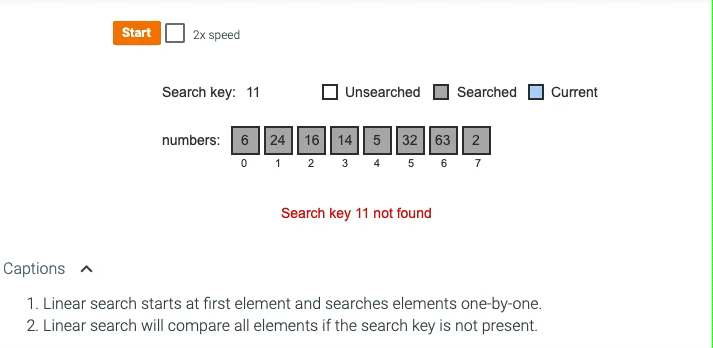 Start 2x speed
Search key: 11 Unsearched Searched Current
numbers: 6 24 16 14 5 32 63 2
0 1 2 3 4 5 6 7
Search key 11 not found
Captions
1. Linear search starts at first element and searches elements one-by-one.
2. Linear search will compare all elements if the search key is not present.